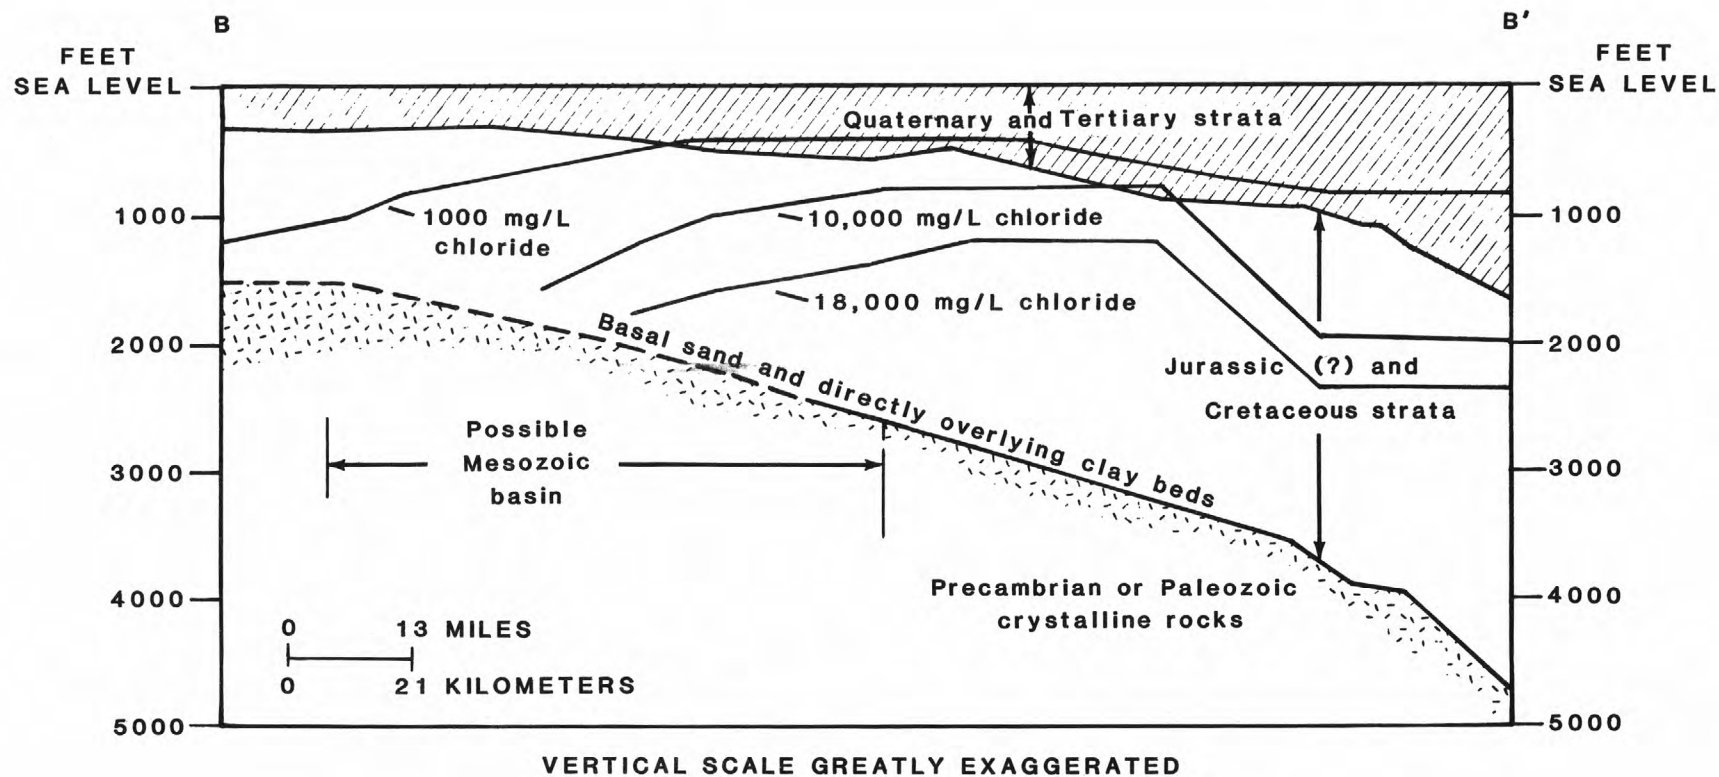 B
B'
FEET
SEA LEVEL
FEET
SEA LEVEL
Quaternary and Tertiary strata
1000
1000 mg/L
chloride
10,000 mg/L chloride
1000
18,000 mg/L chloride
2000
Basal sand and directly overlying clay beds
2000
Jurassic (?) and
Cretaceous strata
Possible
Mesozoic
basin
3000
3000
4000
Precambrian or Paleozoic
crystalline rocks
4000
0 13 MILES
0 21 KILOMETERS
5000
5000
VERTICAL SCALE GREATLY EXAGGERATED